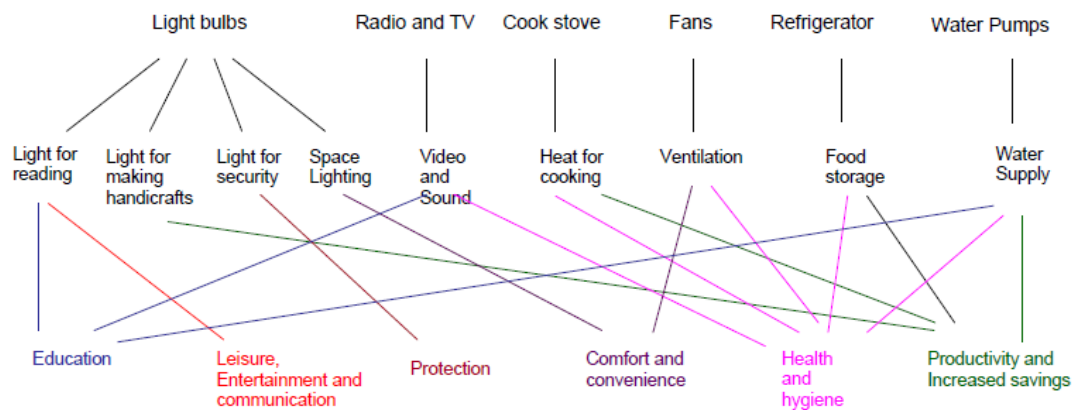 Light bulbs
Radio and TV
Cook stove
Fans
Refrigerator
Water Pumps
Light for
reading
Light for
making
handicrafts
Light for
security
Space
Lighting
Video
and
Sound
Heat for
cooking
Ventilation
Food
storage
Water
Supply
Education
Leisure,
Entertainment and
communication
Protection
Comfort and
convenience
Health
and
hygiene
Productivity and
Increased savings